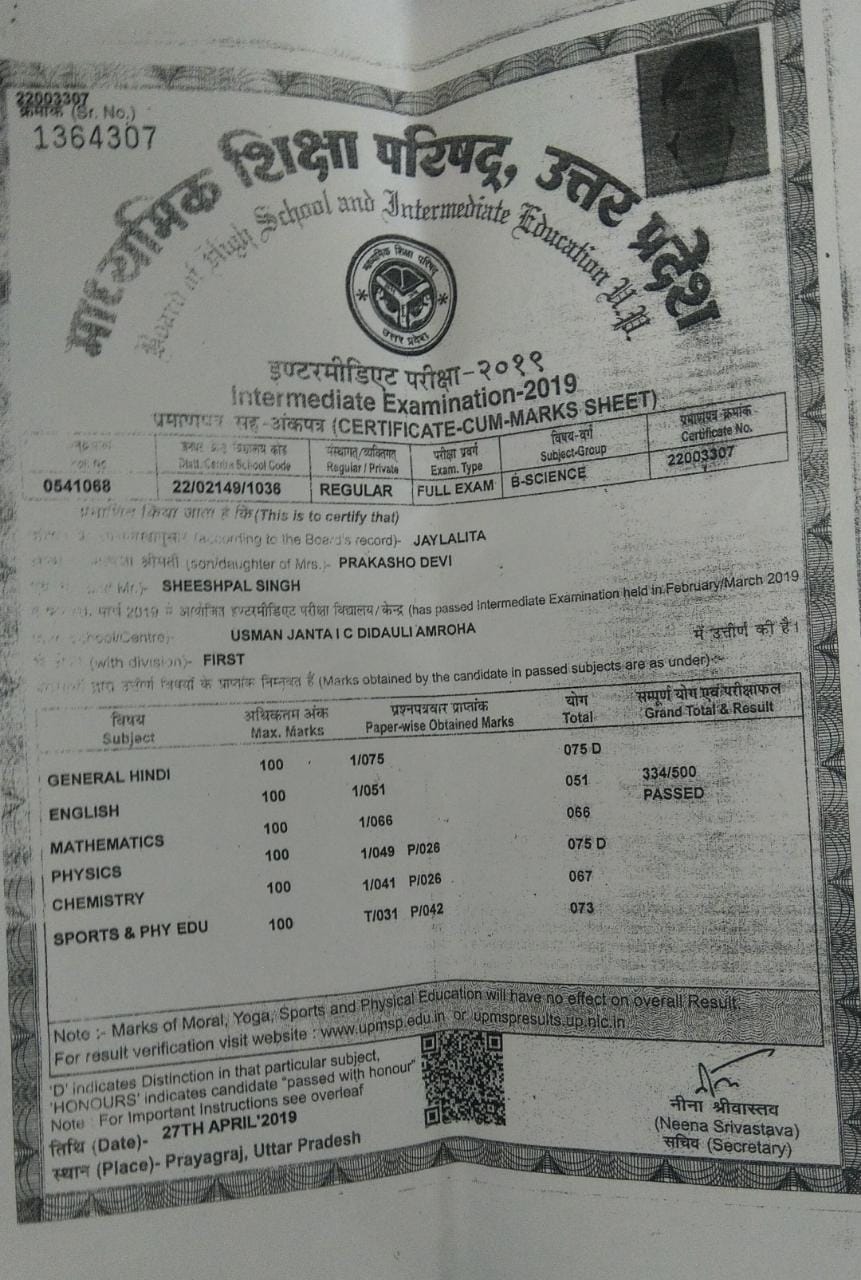 22003307
क्रमांक (Sr. No.)
1364307
माध्यमिक शिक्षा परिषद्, उत्तर प्रदेश
Board of High School and Intermediate Education U.P.
माध्यमिक शिक्षा परिषद्
उत्तर प्रदेश
इण्टरमीडिएट परीक्षा-२०१९
Intermediate Examination-2019
प्रमाणपत्र सह-अंकपत्र (CERTIFICATE-CUM-MARKS SHEET)
संस्थागत/व्यक्तिगत परीक्षा प्रवर्ग विषय-वर्ग प्रमाणपत्र-क्रमांक
School Code Regular / Private Exam. Type Subject-Group Certificate No.
0541068 22/02149/1036 REGULAR FULL EXAM B-SCIENCE 22003307
प्रमाणित किया जाता है कि(This is to certify that)
(according to the Board's record)- JAYLALITA
श्रीमती (son/daughter of Mrs.)- PRAKASHO DEVI
Mr.)- SHEESHPAL SINGH
मार्च 2019 में आयोजित इण्टरमीडिएट परीक्षा विद्यालय/केन्द्र (has passed Intermediate Examination held in February/March 2019
School/Centre)- USMAN JANTA I C DIDAULI AMROHA में उत्तीर्ण की है।
(with division)- FIRST
द्वारा उत्तीर्ण विषयों के प्राप्तांक निम्नवत हैं (Marks obtained by the candidate in passed subjects are as under):-
विषय अधिकतम अंक प्रश्नपत्रवार प्राप्तांक योग सम्पूर्ण योग एवं परीक्षाफल
Subject Max. Marks Paper-wise Obtained Marks Total Grand Total & Result
GENERAL HINDI 100 1/075 075 D
ENGLISH 100 1/051 051 334/500
PASSED
MATHEMATICS 100 1/066 066
PHYSICS 100 1/049 P/026 075 D
CHEMISTRY 100 1/041 P/026 067
SPORTS & PHY EDU 100 T/031 P/042 073
Note :- Marks of Moral, Yoga, Sports and Physical Education will have no effect on overall Result.
For result verification visit website : www.upmsp.edu.in or upmspresults.up.nic.in
'D' indicates Distinction in that particular subject,
'HONOURS' indicates candidate "passed with honour"
Note : For Important Instructions see overleaf
तिथि (Date)- 27TH APRIL'2019
स्थान (Place)- Prayagraj, Uttar Pradesh
नीना श्रीवास्तव
(Neena Srivastava)
सचिव (Secretary)